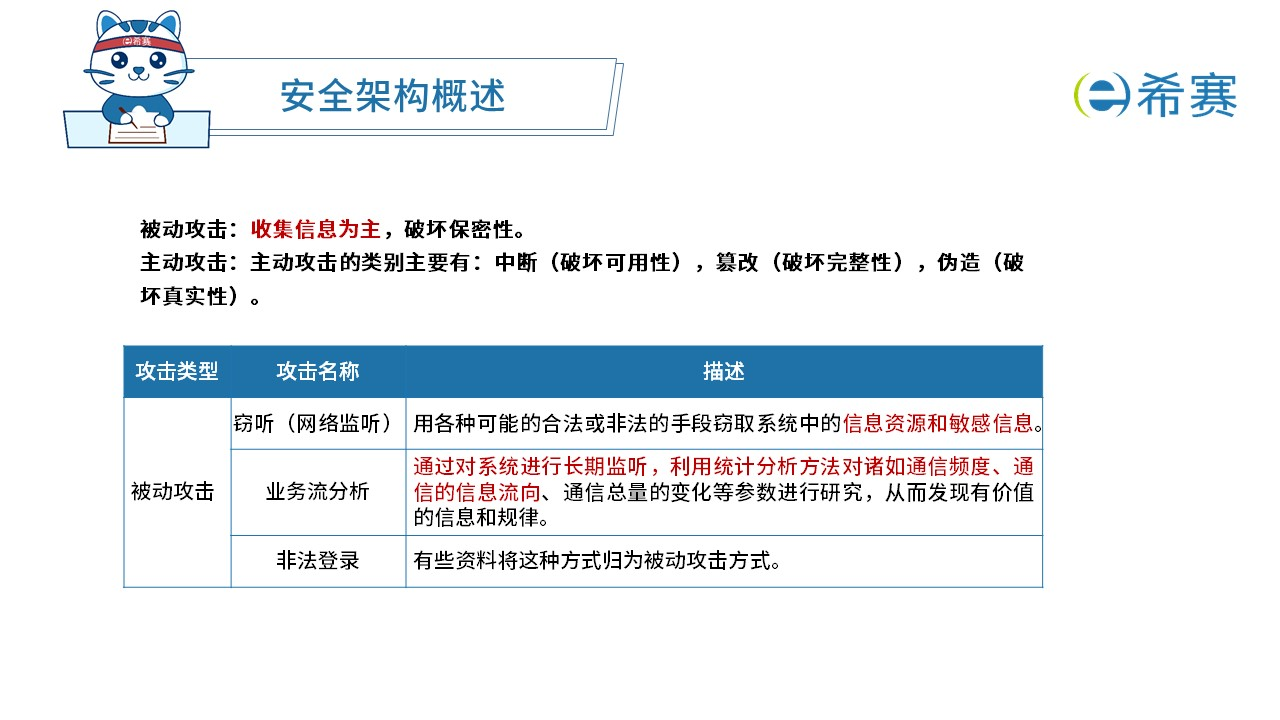 希赛
安全架构概述
希赛
被动攻击：收集信息为主，破坏保密性。
主动攻击：主动攻击的类别主要有：中断（破坏可用性），篡改（破坏完整性），伪造（破
坏真实性）。
攻击类型 攻击名称 描述
窃听（网络监听） 用各种可能的合法或非法的手段窃取系统中的信息资源和敏感信息。
被动攻击 业务流分析 通过对系统进行长期监听，利用统计分析方法对诸如通信频度、通
信的信息流向、通信总量的变化等参数进行研究，从而发现有价值
的信息和规律。
非法登录 有些资料将这种方式归为被动攻击方式。